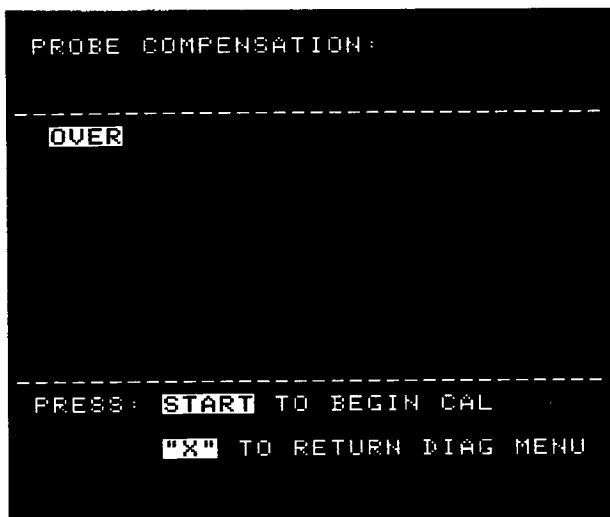 PROBE COMPENSATION:
OVER
PRESS: START TO BEGIN CAL
"X" TO RETURN DIAG MENU